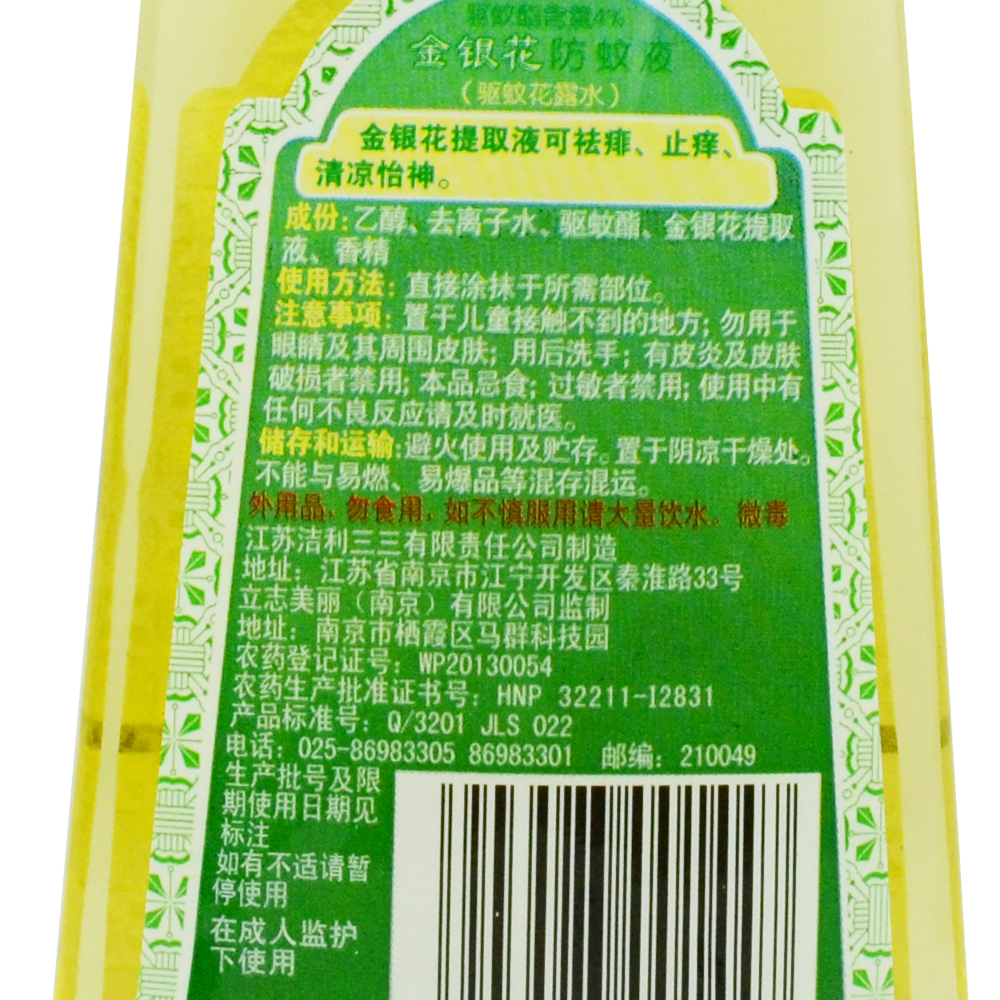 驱蚊酯含量4%
金银花防蚊液
（驱蚊花露水）
金银花提取液可祛痱、止痒、
清凉怡神。
成份：乙醇、去离子水、驱蚊酯、金银花提取
液、香精
使用方法：直接涂抹于所需部位。
注意事项：置于儿童接触不到的地方；勿用于
眼睛及其周围皮肤；用后洗手；有皮炎及皮肤
破损者禁用；本品忌食；过敏者禁用；使用中有
任何不良反应请及时就医。
储存和运输：避火使用及贮存。置于阴凉干燥处。
不能与易燃、易爆品等混存混运。
外用品，勿食用，如不慎服用请大量饮水。微毒
江苏洁利三三有限责任公司制造
地址：江苏省南京市江宁开发区秦淮路33号
立志美丽（南京）有限公司监制
地址：南京市栖霞区马群科技园
农药登记证号：WP20130054
农药生产批准证书号：HNP 32211-I2831
产品标准号：Q/3201 JLS 022
电话：025-86983305 86983301 邮编：210049
生产批号及限
期使用日期见
标注
如有不适请暂
停使用
在成人监护
下使用